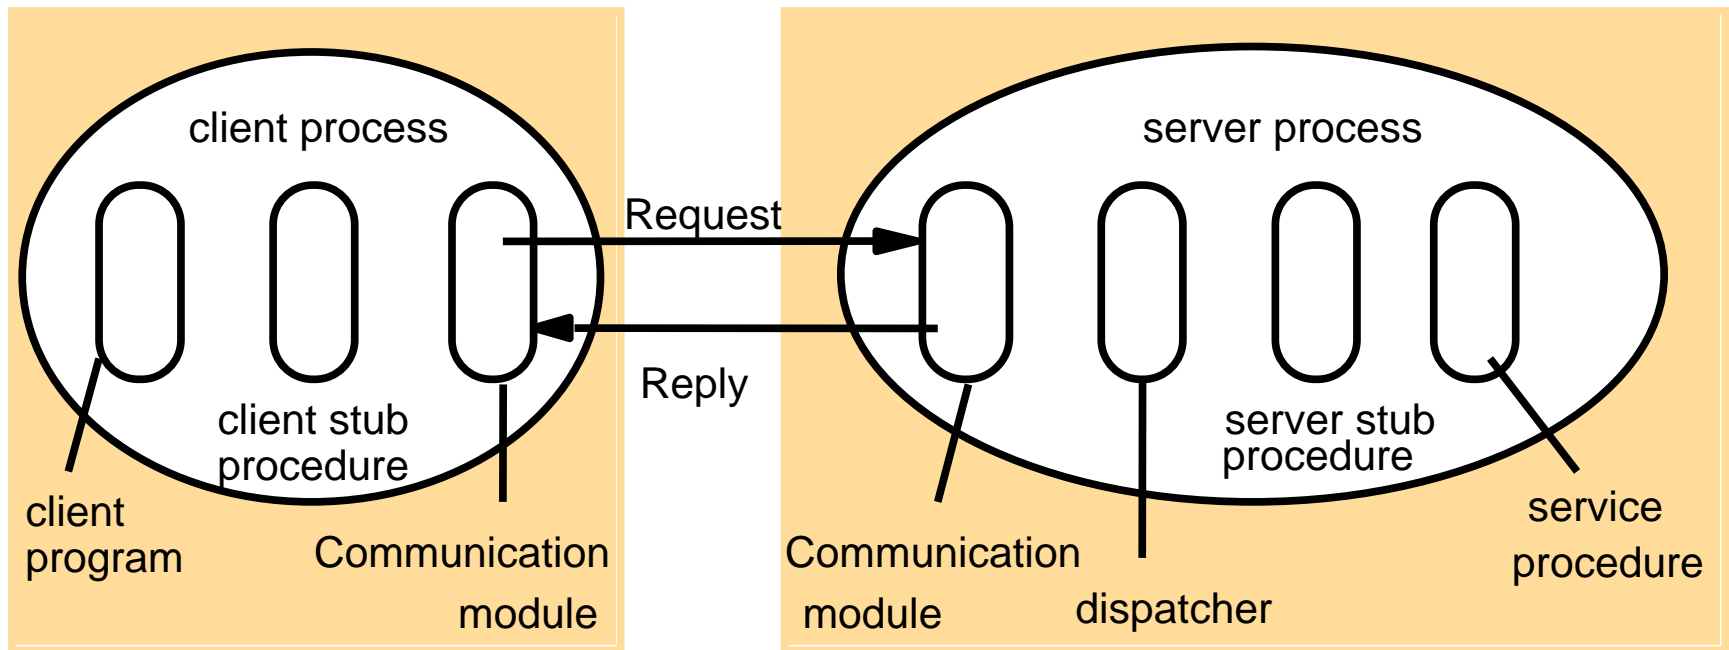 client process
server process
Request
Reply
client stub
procedure
server stub
procedure
client
program
Communication
module
Communication
module
dispatcher
service
procedure